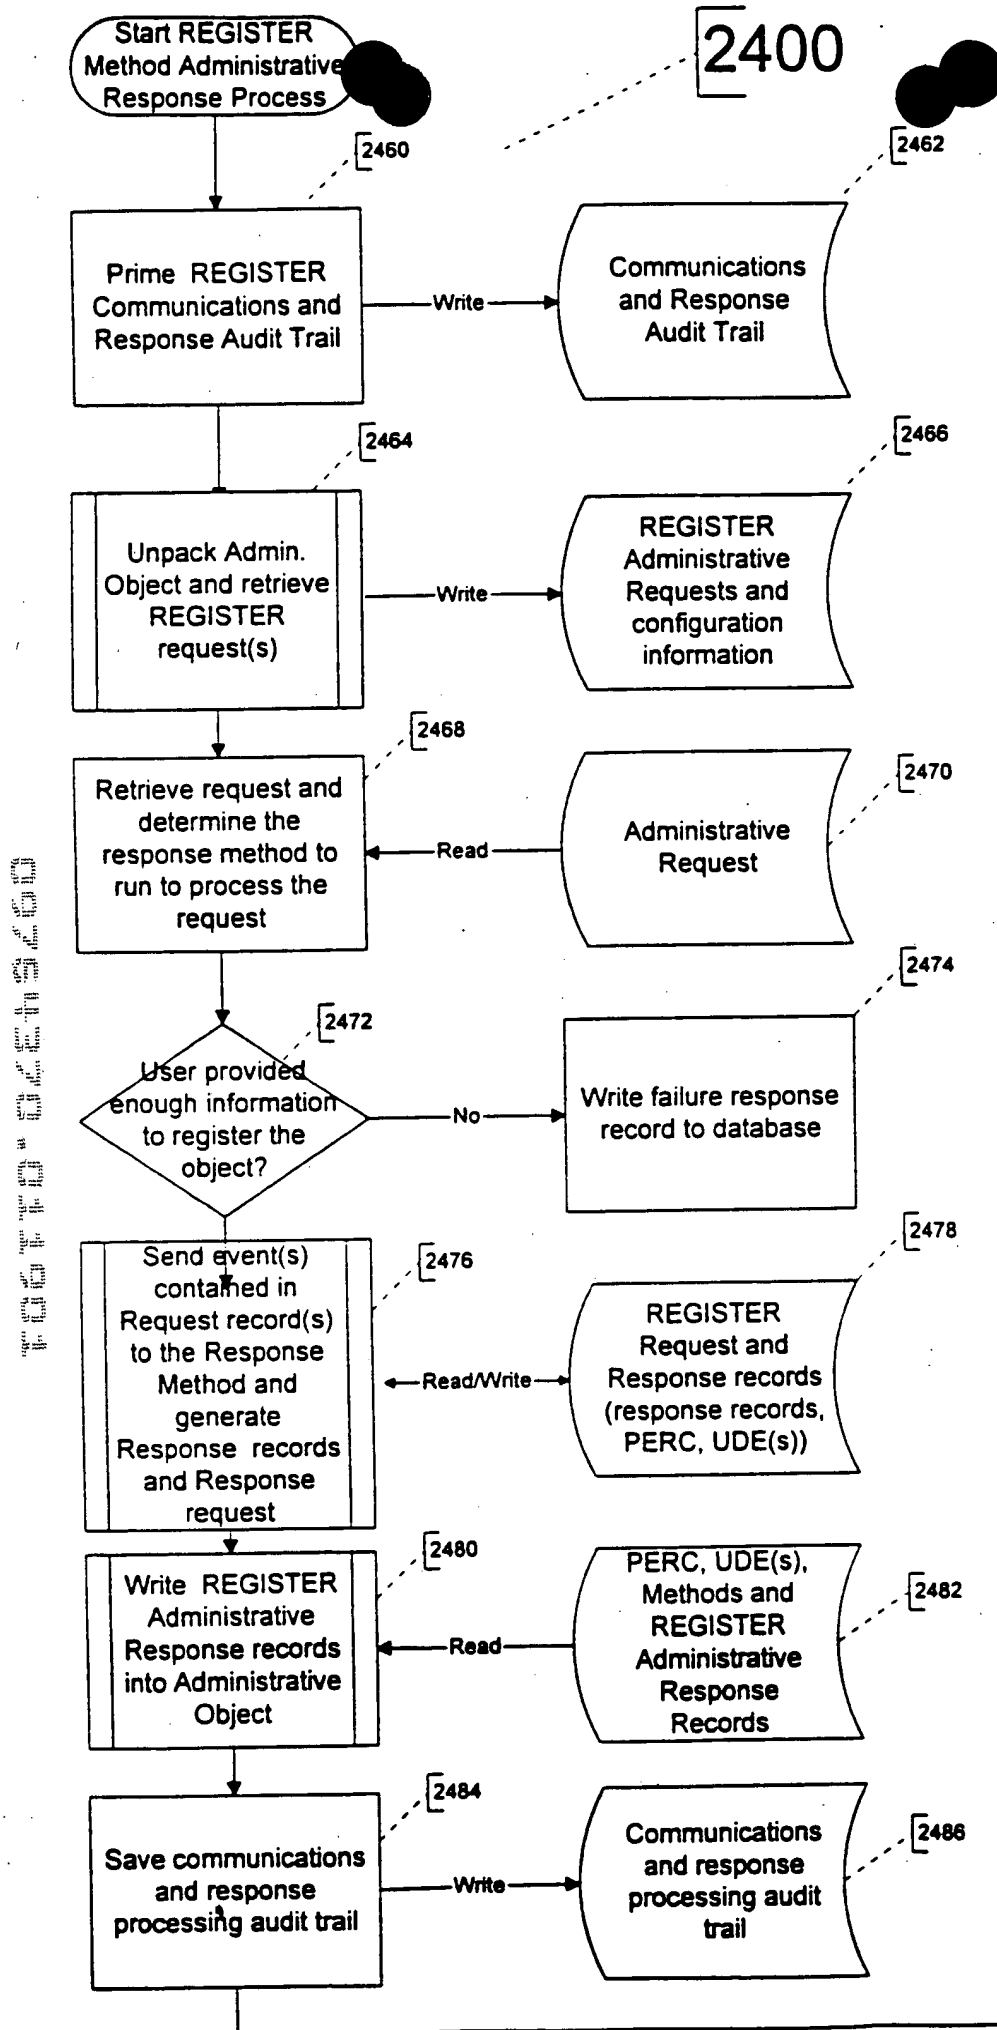 Start REGISTER
Method Administrative
Response Process
2400
2460
2462
Prime REGISTER
Communications and
Response Audit Trail
Write
Communications
and Response
Audit Trail
2464
2466
Unpack Admin.
Object and retrieve
REGISTER
request(s)
Write
REGISTER
Administrative
Requests and
configuration
information
2468
2470
Retrieve request and
determine the
response method to
run to process the
request
Read
Administrative
Request
2472
2474
User provided
enough information
to register the
object?
No
Write failure response
record to database
2476
2478
Send event(s)
contained in
Request record(s)
to the Response
Method and
generate
Response records
and Response
request
Read/Write
REGISTER
Request and
Response records
(response records,
PERC, UDE(s))
2480
2482
Write REGISTER
Administrative
Response records
into Administrative
Object
Read
PERC, UDE(s),
Methods and
REGISTER
Administrative
Response
Records
2484
2486
Save communications
and response
processing audit trail
Write
Communications
and response
processing audit
trail
09754370.011901